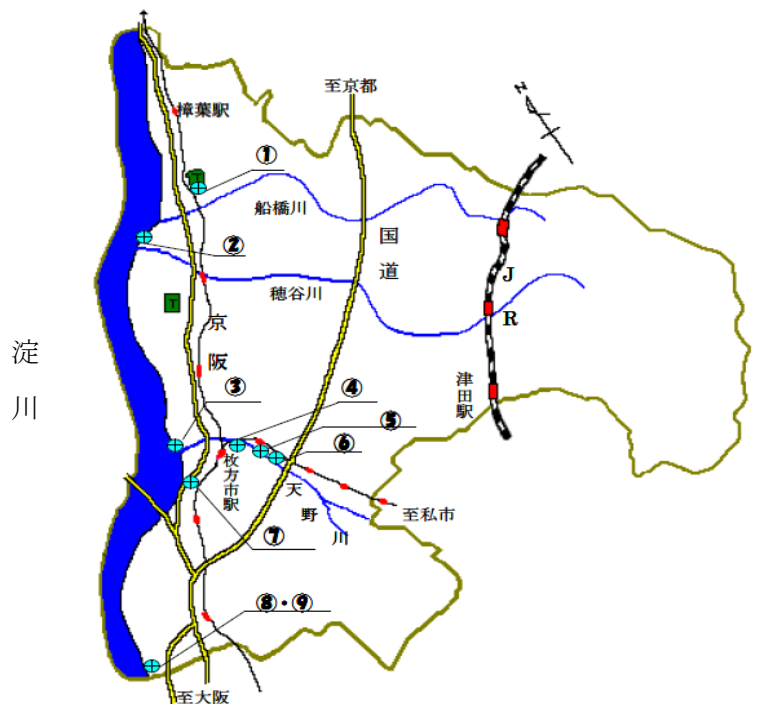 至京都
N
樟葉駅
①
船橋川
国道
②
穂谷川
JR
T
京阪
淀川
津田駅
③
④
⑤
⑥
枚方市駅
天野川
至私市
⑦
⑧・⑨
至大阪